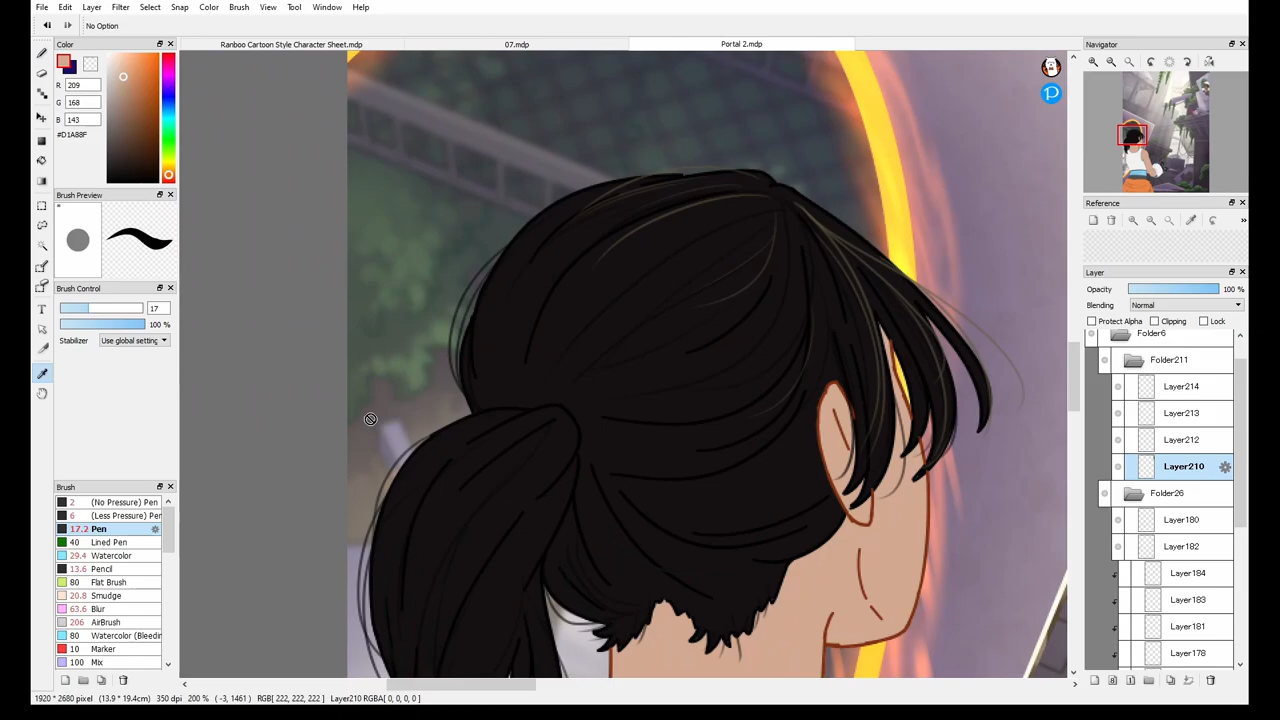 File Edit Layer Filter Select Snap Color Brush View Tool Window Help
No Option
Color
R 209
G 168
B 143
#D1A88F
Brush Preview
Brush Control
17
100 %
Stabilizer Use global setting
Brush
2 (No Pressure) Pen
6 (Less Pressure) Pen
17.2 Pen
40 Lined Pen
29.4 Watercolor
13.6 Pencil
80 Flat Brush
20.8 Smudge
63.6 Blur
206 AirBrush
80 Watercolor (Bleedin
10 Marker
100 Mix
Ranboo Cartoon Style Character Sheet.mdp 07.mdp Portal 2.mdp
Navigator
Reference
Layer
Opacity 100 %
Blending Normal
Protect Alpha Clipping Lock
Folder6
Folder211
Layer214
Layer213
Layer212
Layer210
Folder26
Layer180
Layer182
Layer184
Layer183
Layer181
Layer178
1920 * 2680 pixel (13.9 * 19.4cm) 350 dpi 200 % ( -3, 1461) RGB[ 222, 222, 222 ] Layer210 RGBA[ 0, 0, 0, 0 ]